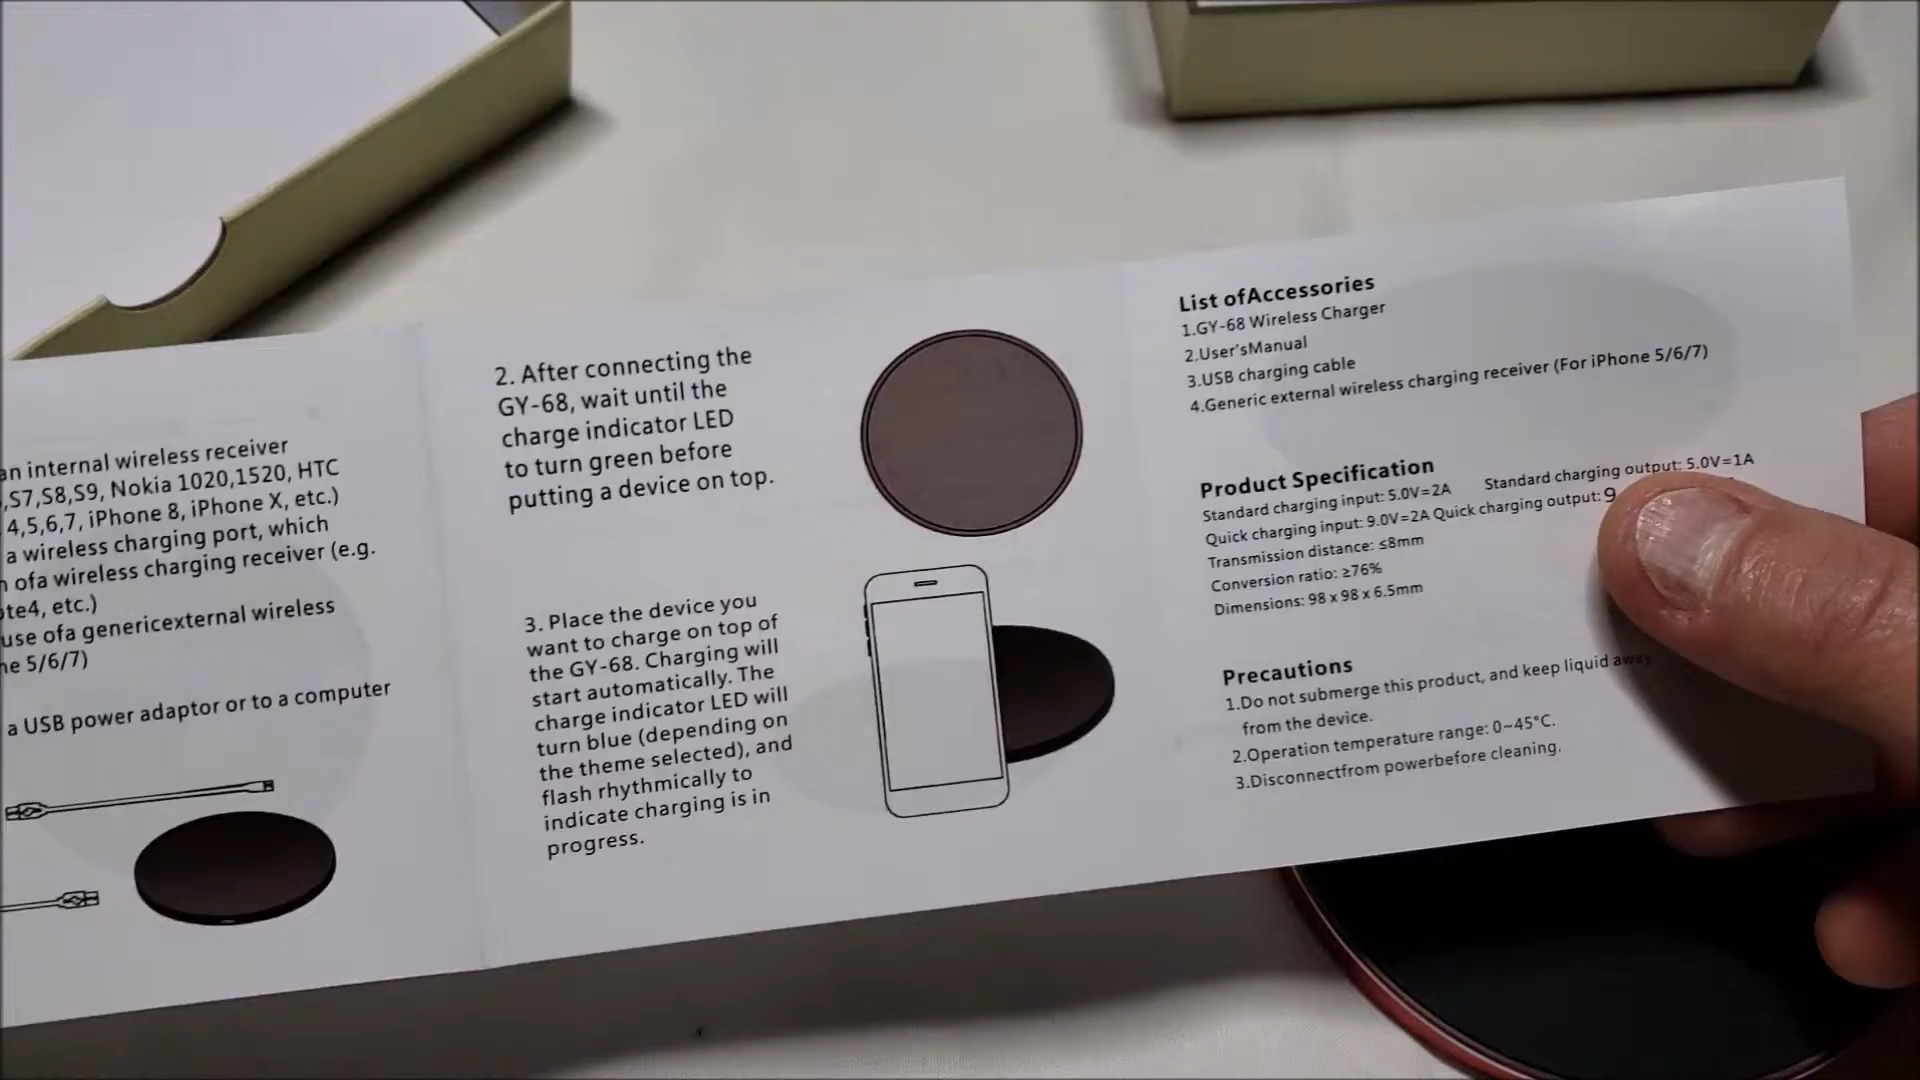 an internal wireless receiver
,S7,S8,S9, Nokia 1020,1520, HTC
4,5,6,7, iPhone 8, iPhone X, etc.)
a wireless charging port, which
ofa wireless charging receiver (e.g.
ote4, etc.)
use ofa genericexternal wireless
ne 5/6/7)
a USB power adaptor or to a computer
2. After connecting the
GY-68, wait until the
charge indicator LED
to turn green before
putting a device on top.
3. Place the device you
want to charge on top of
the GY-68. Charging will
start automatically. The
charge indicator LED will
turn blue (depending on
the theme selected), and
flash rhythmically to
indicate charging is in
progress.
List ofAccessories
1.GY-68 Wireless Charger
2.User'sManual
3.USB charging cable
4.Generic external wireless charging receiver (For iPhone 5/6/7)
Product Specification
Standard charging input: 5.0V=2A Standard charging output: 5.0V=1A
Quick charging input: 9.0V=2A Quick charging output: 9
Transmission distance: ≤8mm
Conversion ratio: ≥76%
Dimensions: 98 x 98 x 6.5mm
Precautions
1.Do not submerge this product, and keep liquid away
from the device.
2.Operation temperature range: 0~45°C.
3.Disconnectfrom powerbefore cleaning.